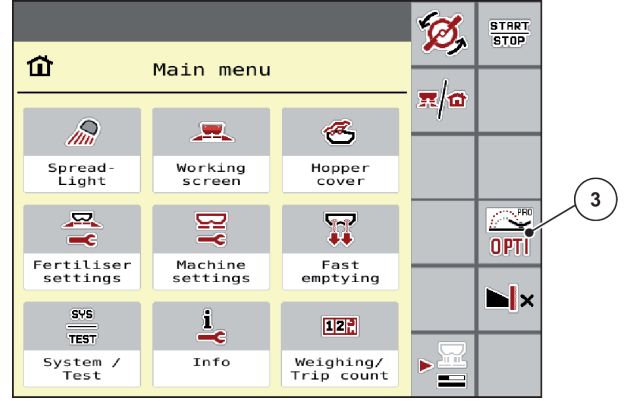 START
STOP
Main menu
Spread-
Light
Working
screen
Hopper
cover
PRO
OPTI
3
Fertiliser
settings
Machine
settings
Fast
emptying
SYS
TEST
System /
Test
i
Info
123
Weighing/
Trip count